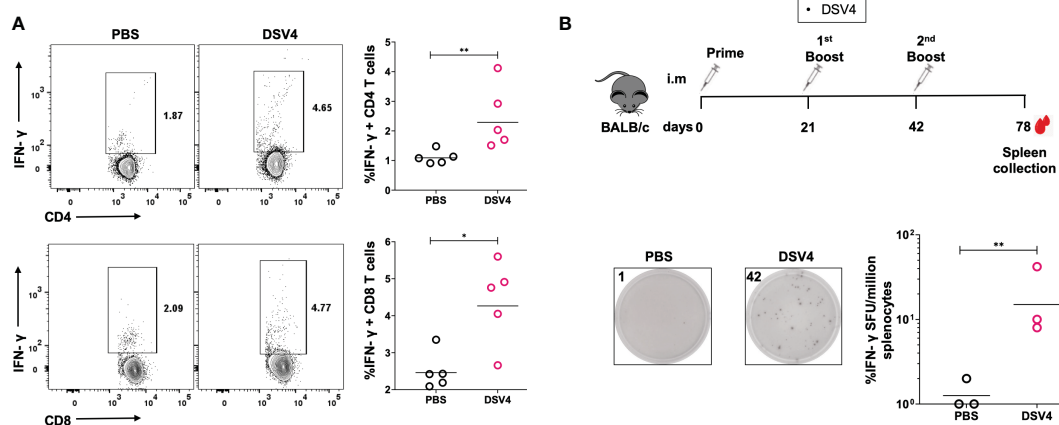 A
PBS
DSV4
IFN- γ
10³
10²
0
1.87
4.65
0 10³ 10⁴ 10⁵
0 10³ 10⁴ 10⁵
CD4
%IFN- γ + CD4 T cells
5
4
3
2
1
0
**
PBS
DSV4
IFN- γ
10³
10²
0
2.09
4.77
0 10³ 10⁴ 10⁵
0 10³ 10⁴ 10⁵
CD8
%IFN- γ + CD8 T cells
6
5
4
3
2
*
PBS
DSV4
B
• DSV4
Prime
1st
Boost
2nd
Boost
i.m
BALB/c
days 0
21
42
78
Spleen
collection
PBS
DSV4
1
42
%IFN- γ SFU/million
splenocytes
10²
10¹
10⁰
**
PBS
DSV4